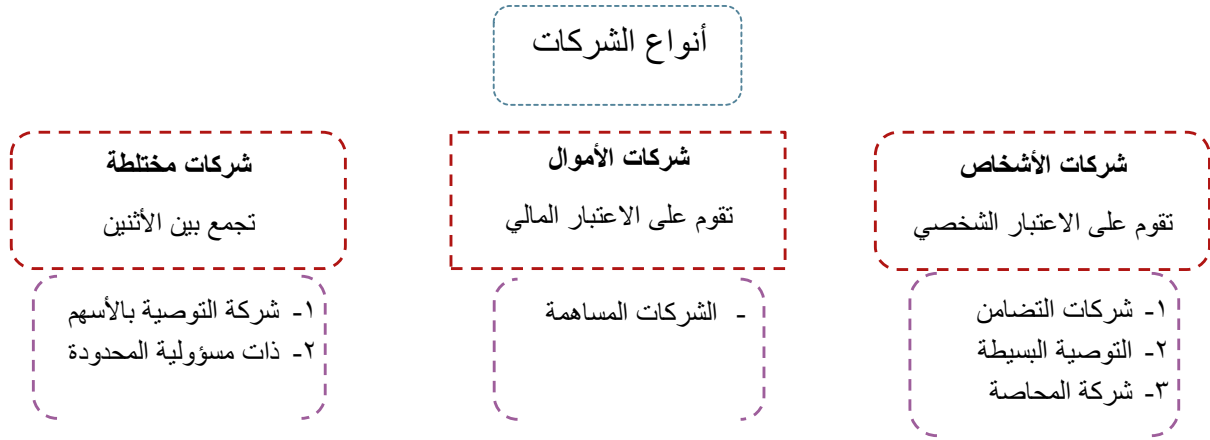 أنواع الشركات
شركات الأشخاص
تقوم على الاعتبار الشخصي
١- شركات التضامن
٢- التوصية البسيطة
٣- شركة المحاصة
شركات الأموال
تقوم على الاعتبار المالي
- الشركات المساهمة
شركات مختلطة
تجمع بين الأثنين
١- شركة التوصية بالأسهم
٢- ذات مسؤولية المحدودة